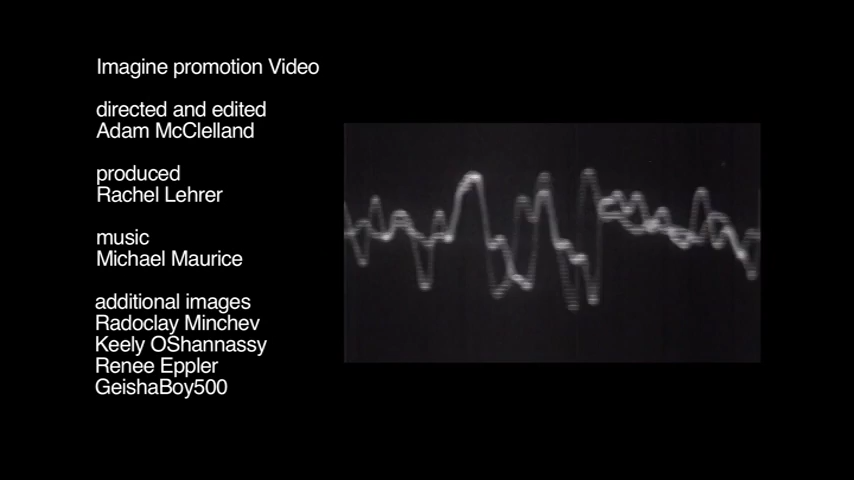 Imagine promotion Video
directed and edited
Adam McClelland
produced
Rachel Lehrer
music
Michael Maurice
additional images
Radoclay Minchev
Keely OShannassy
Renee Eppler
GeishaBoy500